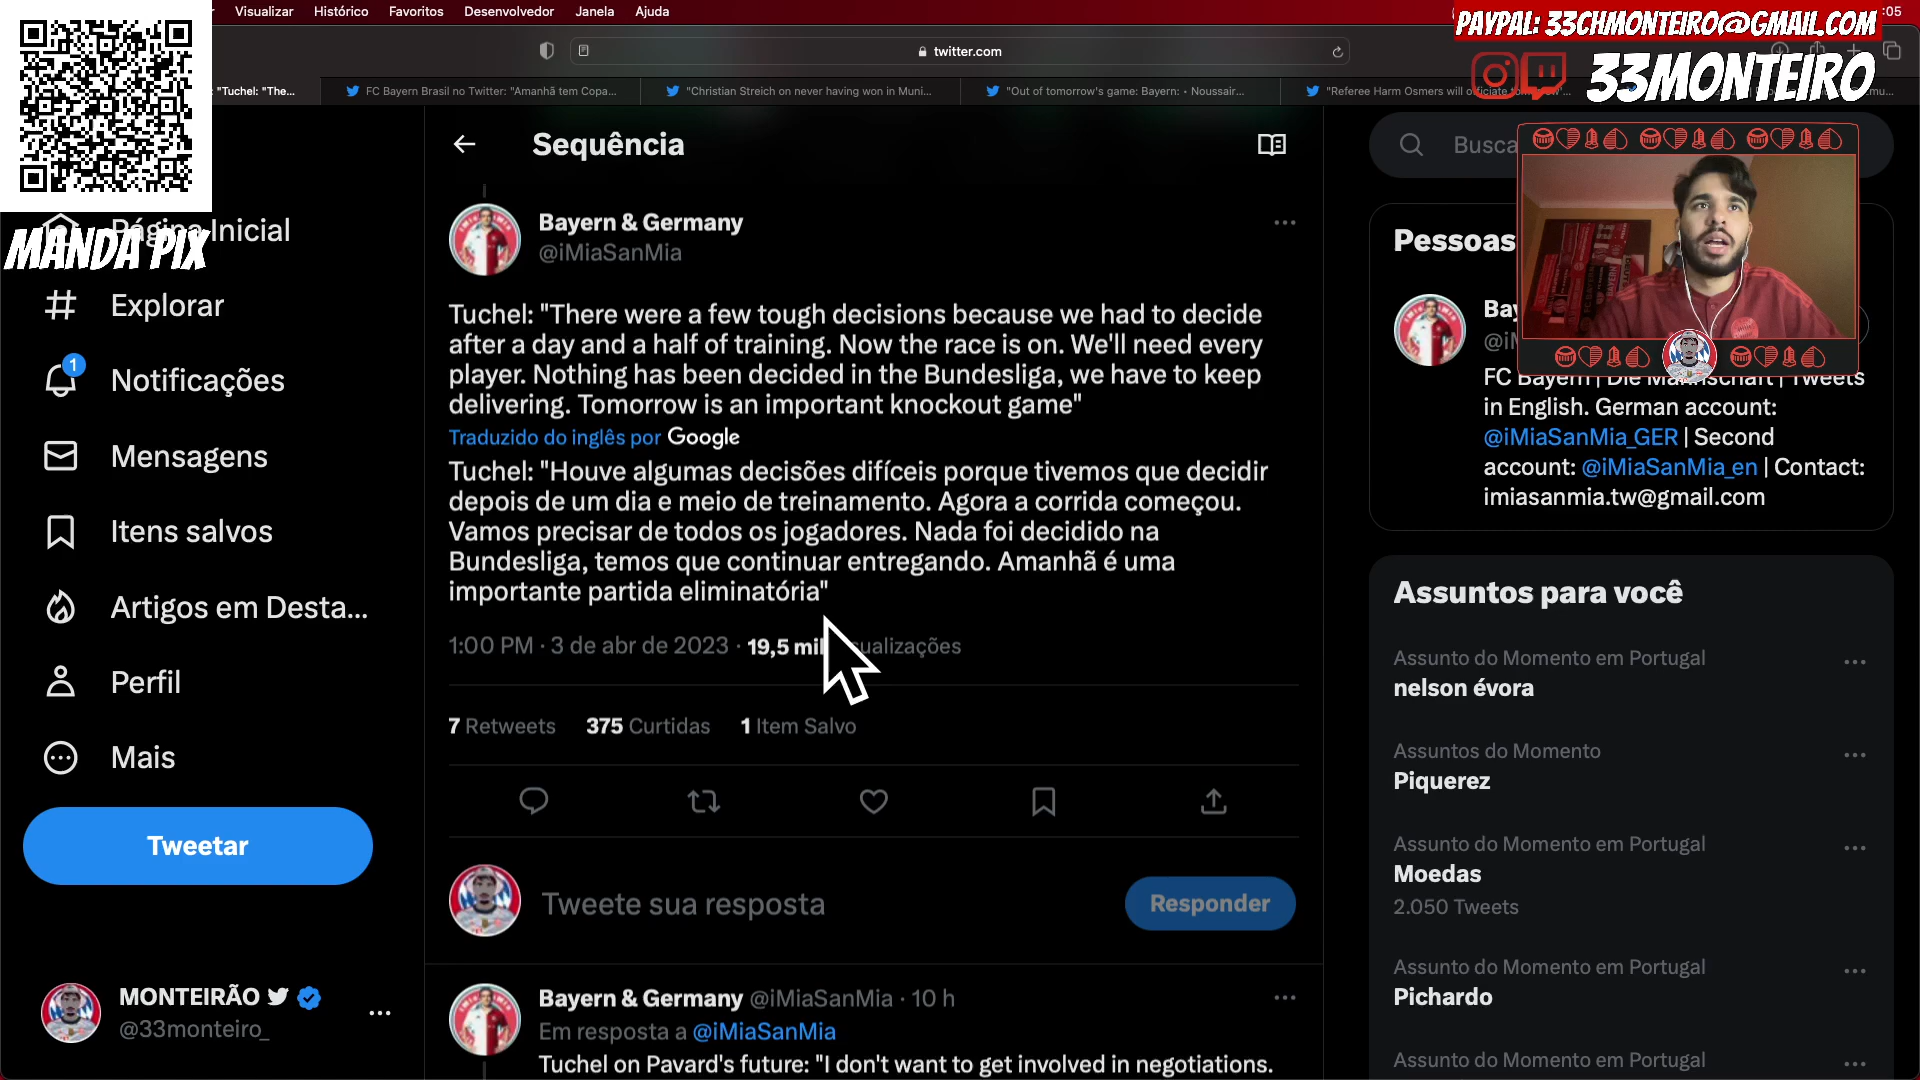 Visualizar Histórico Favoritos Desenvolvedor Janela Ajuda
:05
PAYPAL: 33CHMONTEIRO@GMAIL.COM
twitter.com
33MONTEIRO
: "Tuchel: "The...
FC Bayern Brasil no Twitter: "Amanhã tem Copa...
"Christian Streich on never having won in Muni...
"Out of tomorrow's game: Bayern: • Noussair...
"Referee Harm Osmers will officiate tomorrow'...
MANDA PIX
Página Inicial
Explorar
1
Notificações
Mensagens
Itens salvos
Artigos em Desta...
Perfil
Mais
Tweetar
MONTEIRÃO
@33monteiro_
Sequência
Bayern & Germany
@iMiaSanMia
Tuchel: "There were a few tough decisions because we had to decide
after a day and a half of training. Now the race is on. We'll need every
player. Nothing has been decided in the Bundesliga, we have to keep
delivering. Tomorrow is an important knockout game"
Traduzido do inglês por Google
Tuchel: "Houve algumas decisões difíceis porque tivemos que decidir
depois de um dia e meio de treinamento. Agora a corrida começou.
Vamos precisar de todos os jogadores. Nada foi decidido na
Bundesliga, temos que continuar entregando. Amanhã é uma
importante partida eliminatória"
1:00 PM · 3 de abr de 2023 · 19,5 mil ualizações
7 Retweets 375 Curtidas 1 Item Salvo
Tweete sua resposta
Responder
Bayern & Germany @iMiaSanMia · 10 h
Em resposta a @iMiaSanMia
Tuchel on Pavard's future: "I don't want to get involved in negotiations.
Busca
Pessoas
Bay
@iM
FC Bayern | Die Mannschaft | Tweets
in English. German account:
@iMiaSanMia_GER | Second
account: @iMiaSanMia_en | Contact:
imiasanmia.tw@gmail.com
Assuntos para você
Assunto do Momento em Portugal
nelson évora
Assuntos do Momento
Piquerez
Assunto do Momento em Portugal
Moedas
2.050 Tweets
Assunto do Momento em Portugal
Pichardo
Assunto do Momento em Portugal